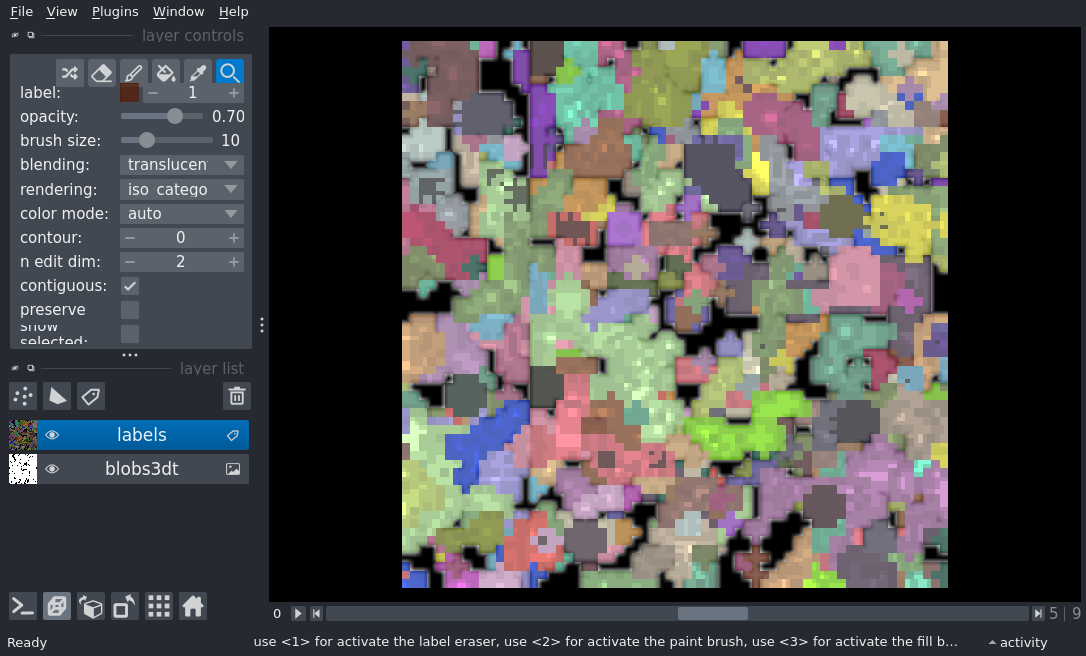 File View Plugins Window Help
layer controls
label: 1
opacity: 0.70
brush size: 10
blending: translucen
rendering: iso_catego
color mode: auto
contour: 0
n edit dim: 2
contiguous:
preserve
show
selected:
layer list
labels
blobs3dt
0 5 | 9
Ready use <1> for activate the label eraser, use <2> for activate the paint brush, use <3> for activate the fill b... activity